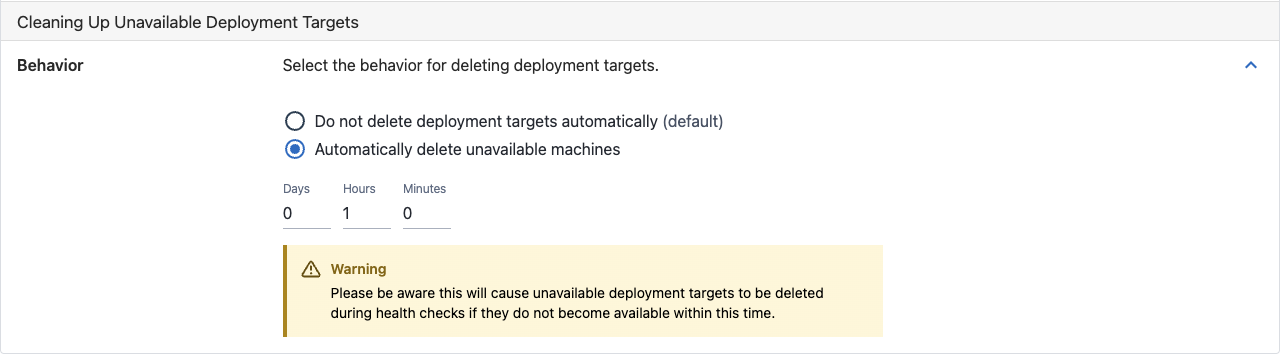 Cleaning Up Unavailable Deployment Targets
Behavior
Select the behavior for deleting deployment targets.
Do not delete deployment targets automatically (default)
Automatically delete unavailable machines
Days Hours Minutes
0 1 0
Warning
Please be aware this will cause unavailable deployment targets to be deleted
during health checks if they do not become available within this time.